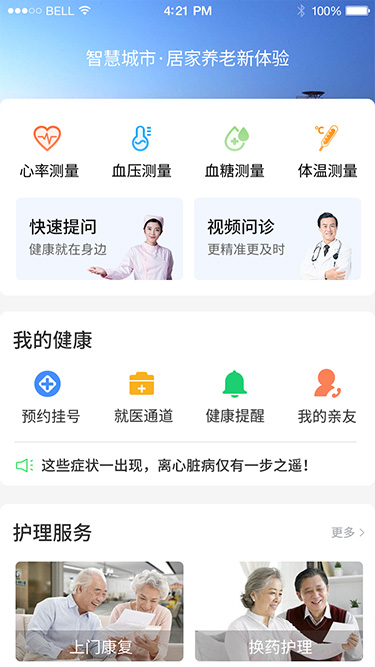 BELL 4:21 PM 100%
智慧城市·居家养老新体验
心率测量 血压测量 血糖测量 体温测量
快速提问 视频问诊
健康就在身边 更精准更及时
我的健康
预约挂号 就医通道 健康提醒 我的亲友
这些症状一出现，离心脏病仅有一步之遥！
护理服务 更多 >
上门康复 换药护理